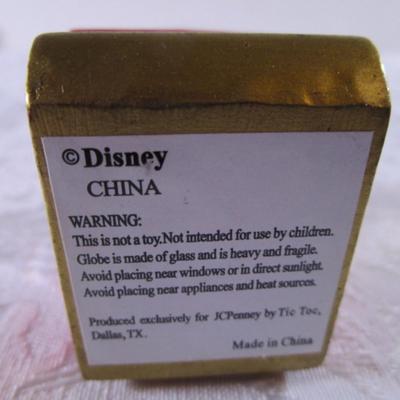 ©Disney
CHINA
WARNING:
This is not a toy.Not intended for use by children.
Globe is made of glass and is heavy and fragile.
Avoid placing near windows or in direct sunlight.
Avoid placing near appliances and heat sources.
Produced exclusively for JCPenney by Tic Toc,
Dallas, TX.
Made in China